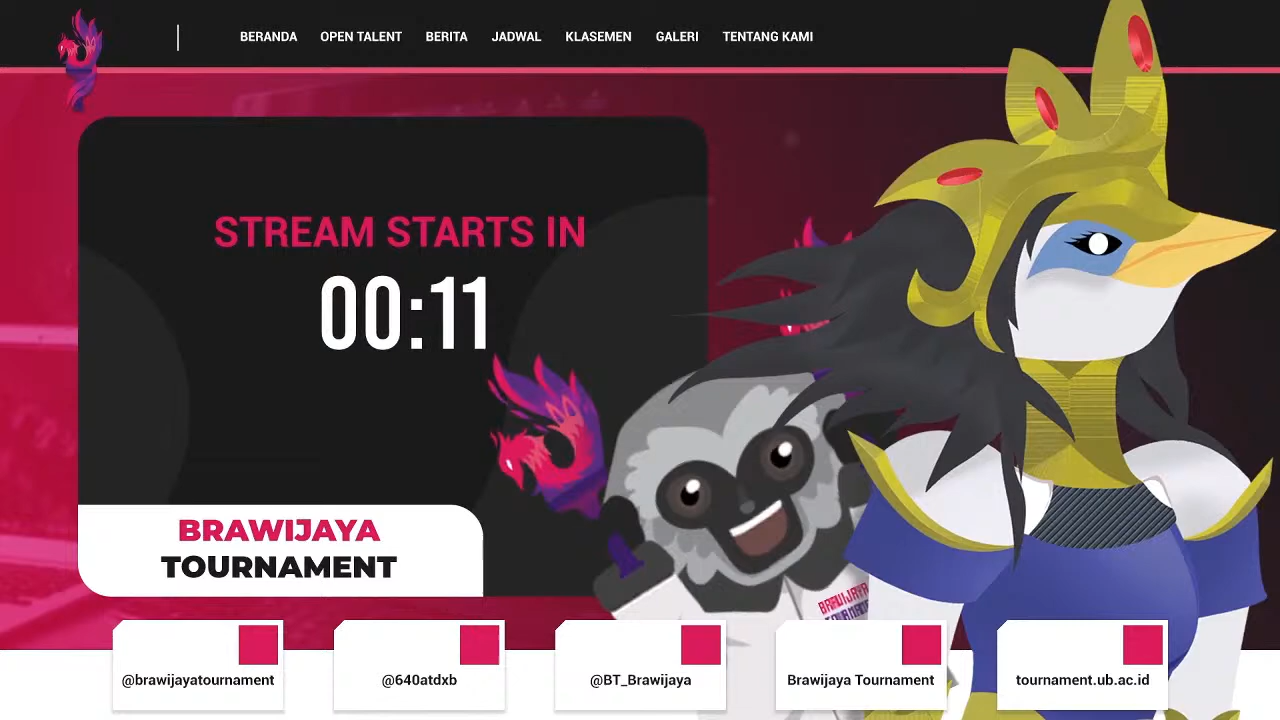 BERANDA OPEN TALENT BERITA JADWAL KLASEMEN GALERI TENTANG KAMI
STREAM STARTS IN
00:11
BRAWIJAYA
TOURNAMENT
BRAWIJAYA
@brawijayatournament
@640atdxb
@BT_Brawijaya
Brawijaya Tournament
tournament.ub.ac.id